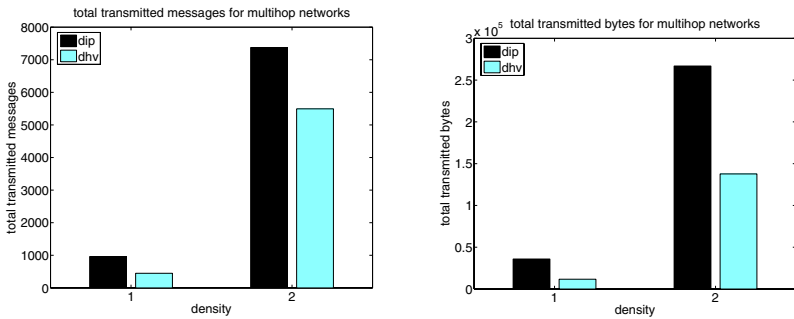 total transmitted messages for multihop networks
8000
7000
6000
5000
4000
3000
2000
1000
0
total transmitted messages
dip
dhv
1
2
density
total transmitted bytes for multihop networks
x 10^5
3
2.5
2
1.5
1
0.5
0
total transmitted bytes
dip
dhv
1
2
density